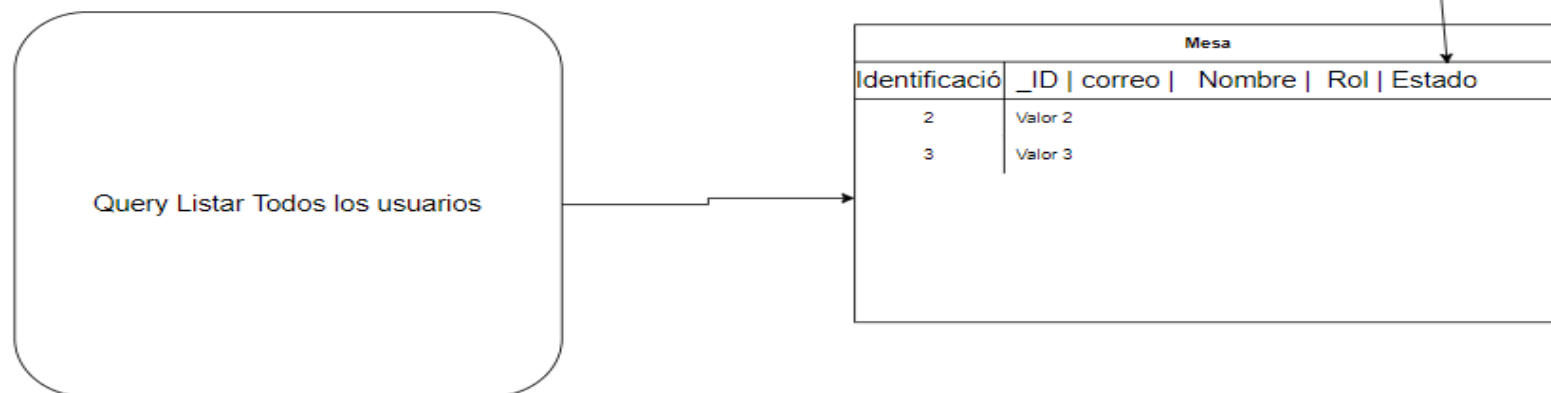 Query Listar Todos los usuarios
Mesa
Identificació _ID | correo | Nombre | Rol | Estado
2 Valor 2
3 Valor 3